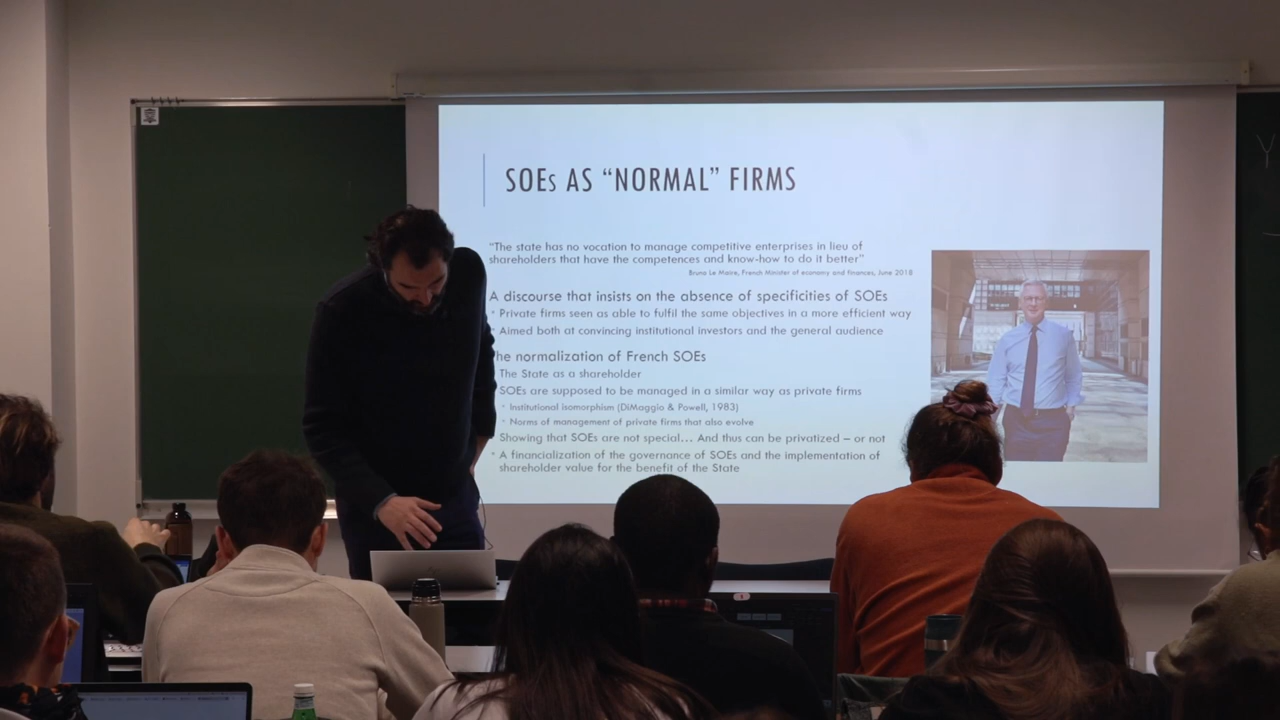 SOEs AS “NORMAL” FIRMS
“The state has no vocation to manage competitive enterprises in lieu of
shareholders that have the competences and know-how to do it better”
Bruno Le Maire, French Minister of economy and finances, June 2018
A discourse that insists on the absence of specificities of SOEs
• Private firms seen as able to fulfil the same objectives in a more efficient way
• Aimed both at convincing institutional investors and the general audience
he normalization of French SOEs
The State as a shareholder
SOEs are supposed to be managed in a similar way as private firms
• Institutional isomorphism (DiMaggio & Powell, 1983)
• Norms of management of private firms that also evolve
• Showing that SOEs are not special... And thus can be privatized – or not
• A financialization of the governance of SOEs and the implementation of
shareholder value for the benefit of the State